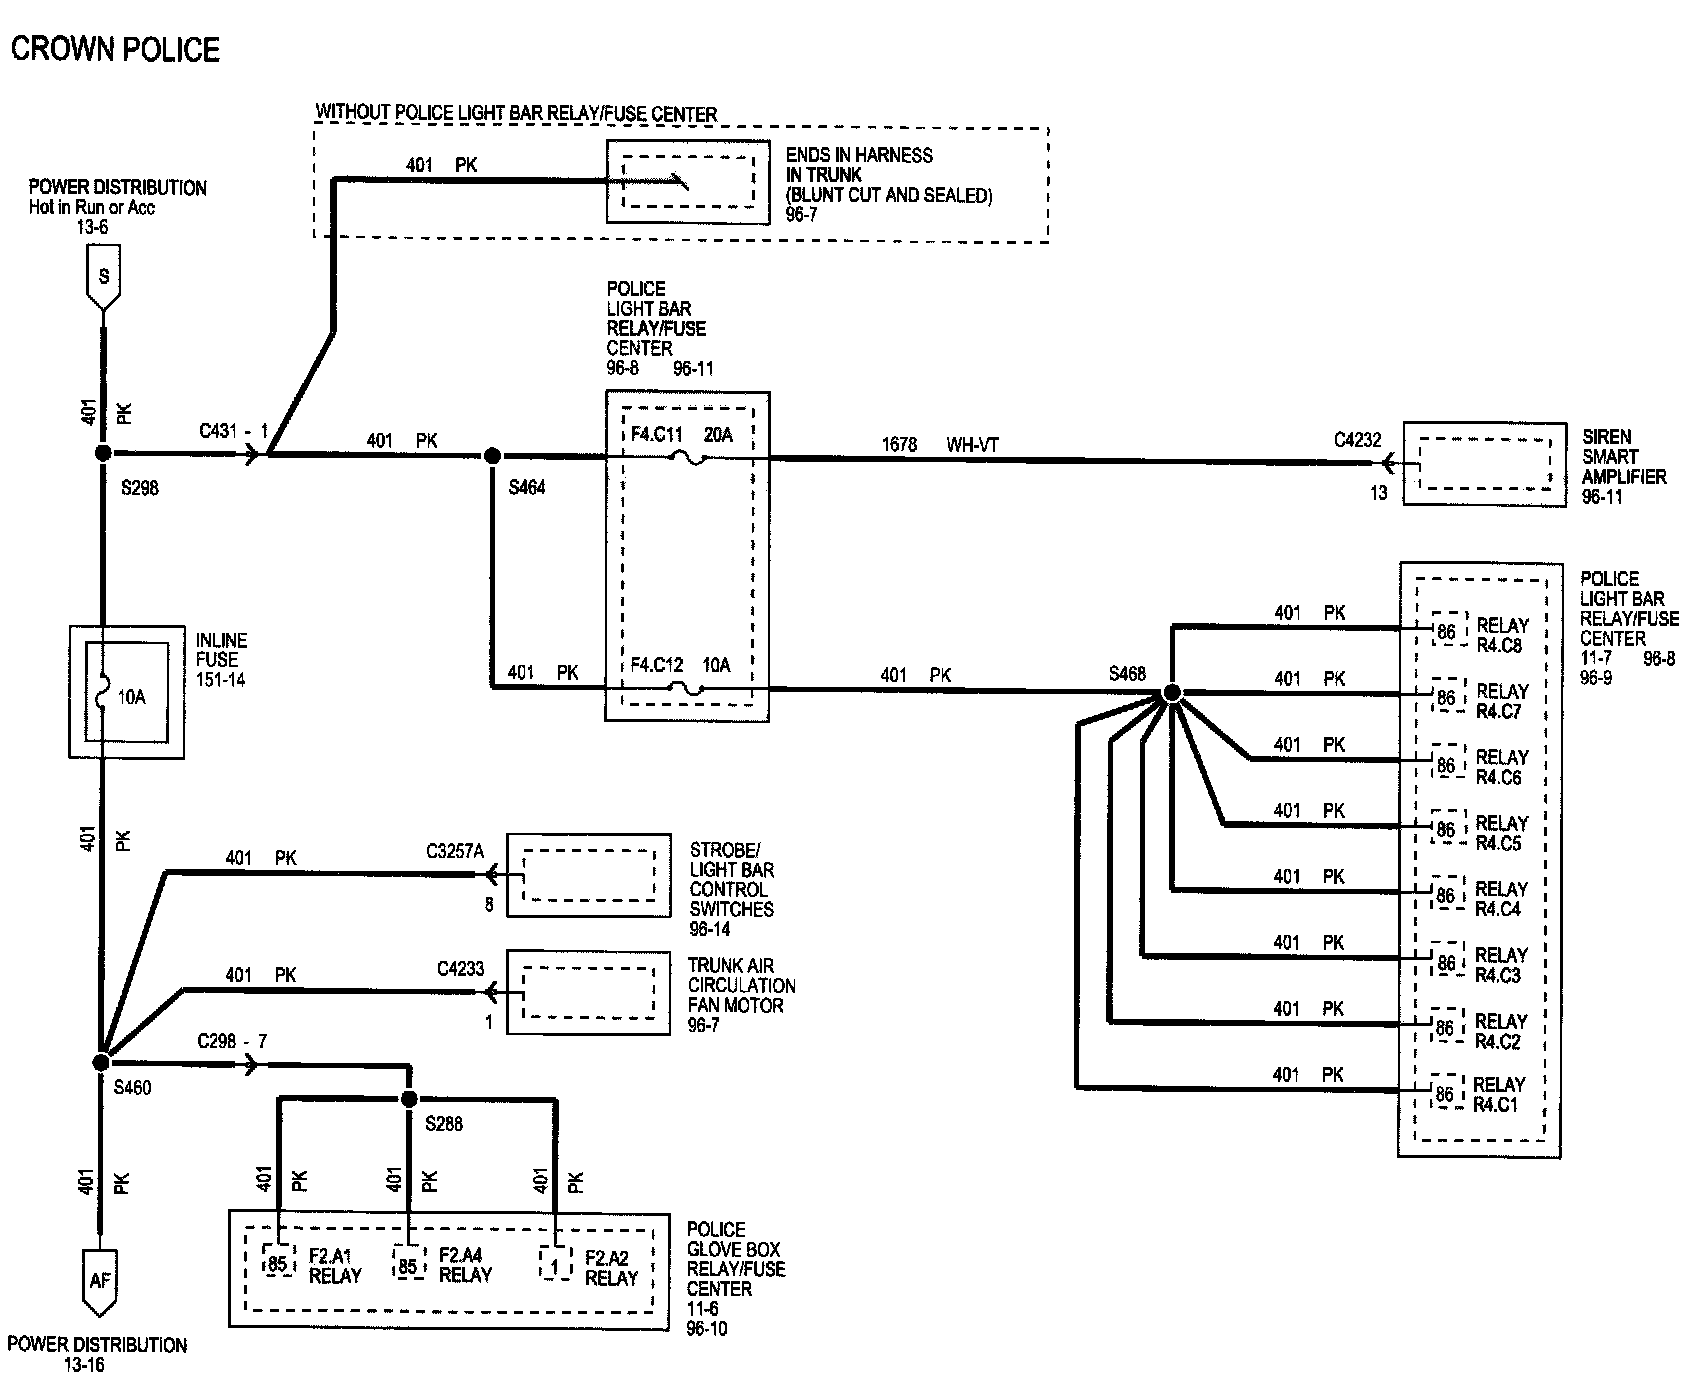 CROWN POLICE
WITHOUT POLICE LIGHT BAR RELAY/FUSE CENTER
401 PK
ENDS IN HARNESS
IN TRUNK
(BLUNT CUT AND SEALED)
96-7
POWER DISTRIBUTION
Hot in Run or Acc
13-6
S
401
PK
POLICE
LIGHT BAR
RELAY/FUSE
CENTER
96-8 96-11
C431 - 1
401 PK
S298
S464
F4.C11 20A
1678 WH-VT
C4232
13
SIREN
SMART
AMPLIFIER
96-11
INLINE
FUSE
151-14
10A
401 PK
F4.C12 10A
401 PK
S468
POLICE
LIGHT BAR
RELAY/FUSE
CENTER
11-7 96-8
96-9
401 PK
86
RELAY
R4.C8
401 PK
86
RELAY
R4.C7
401 PK
86
RELAY
R4.C6
401 PK
86
RELAY
R4.C5
401 PK
86
RELAY
R4.C4
401 PK
86
RELAY
R4.C3
401 PK
86
RELAY
R4.C2
401 PK
86
RELAY
R4.C1
401
PK
401 PK
C3257A
8
STROBE/
LIGHT BAR
CONTROL
SWITCHES
96-14
401 PK
C4233
1
TRUNK AIR
CIRCULATION
FAN MOTOR
96-7
C298 - 7
S460
S288
401
PK
401
PK
401
PK
401
PK
85
F2.A1
RELAY
85
F2.A4
RELAY
1
F2.A2
RELAY
POLICE
GLOVE BOX
RELAY/FUSE
CENTER
11-6
96-10
AF
POWER DISTRIBUTION
13-16